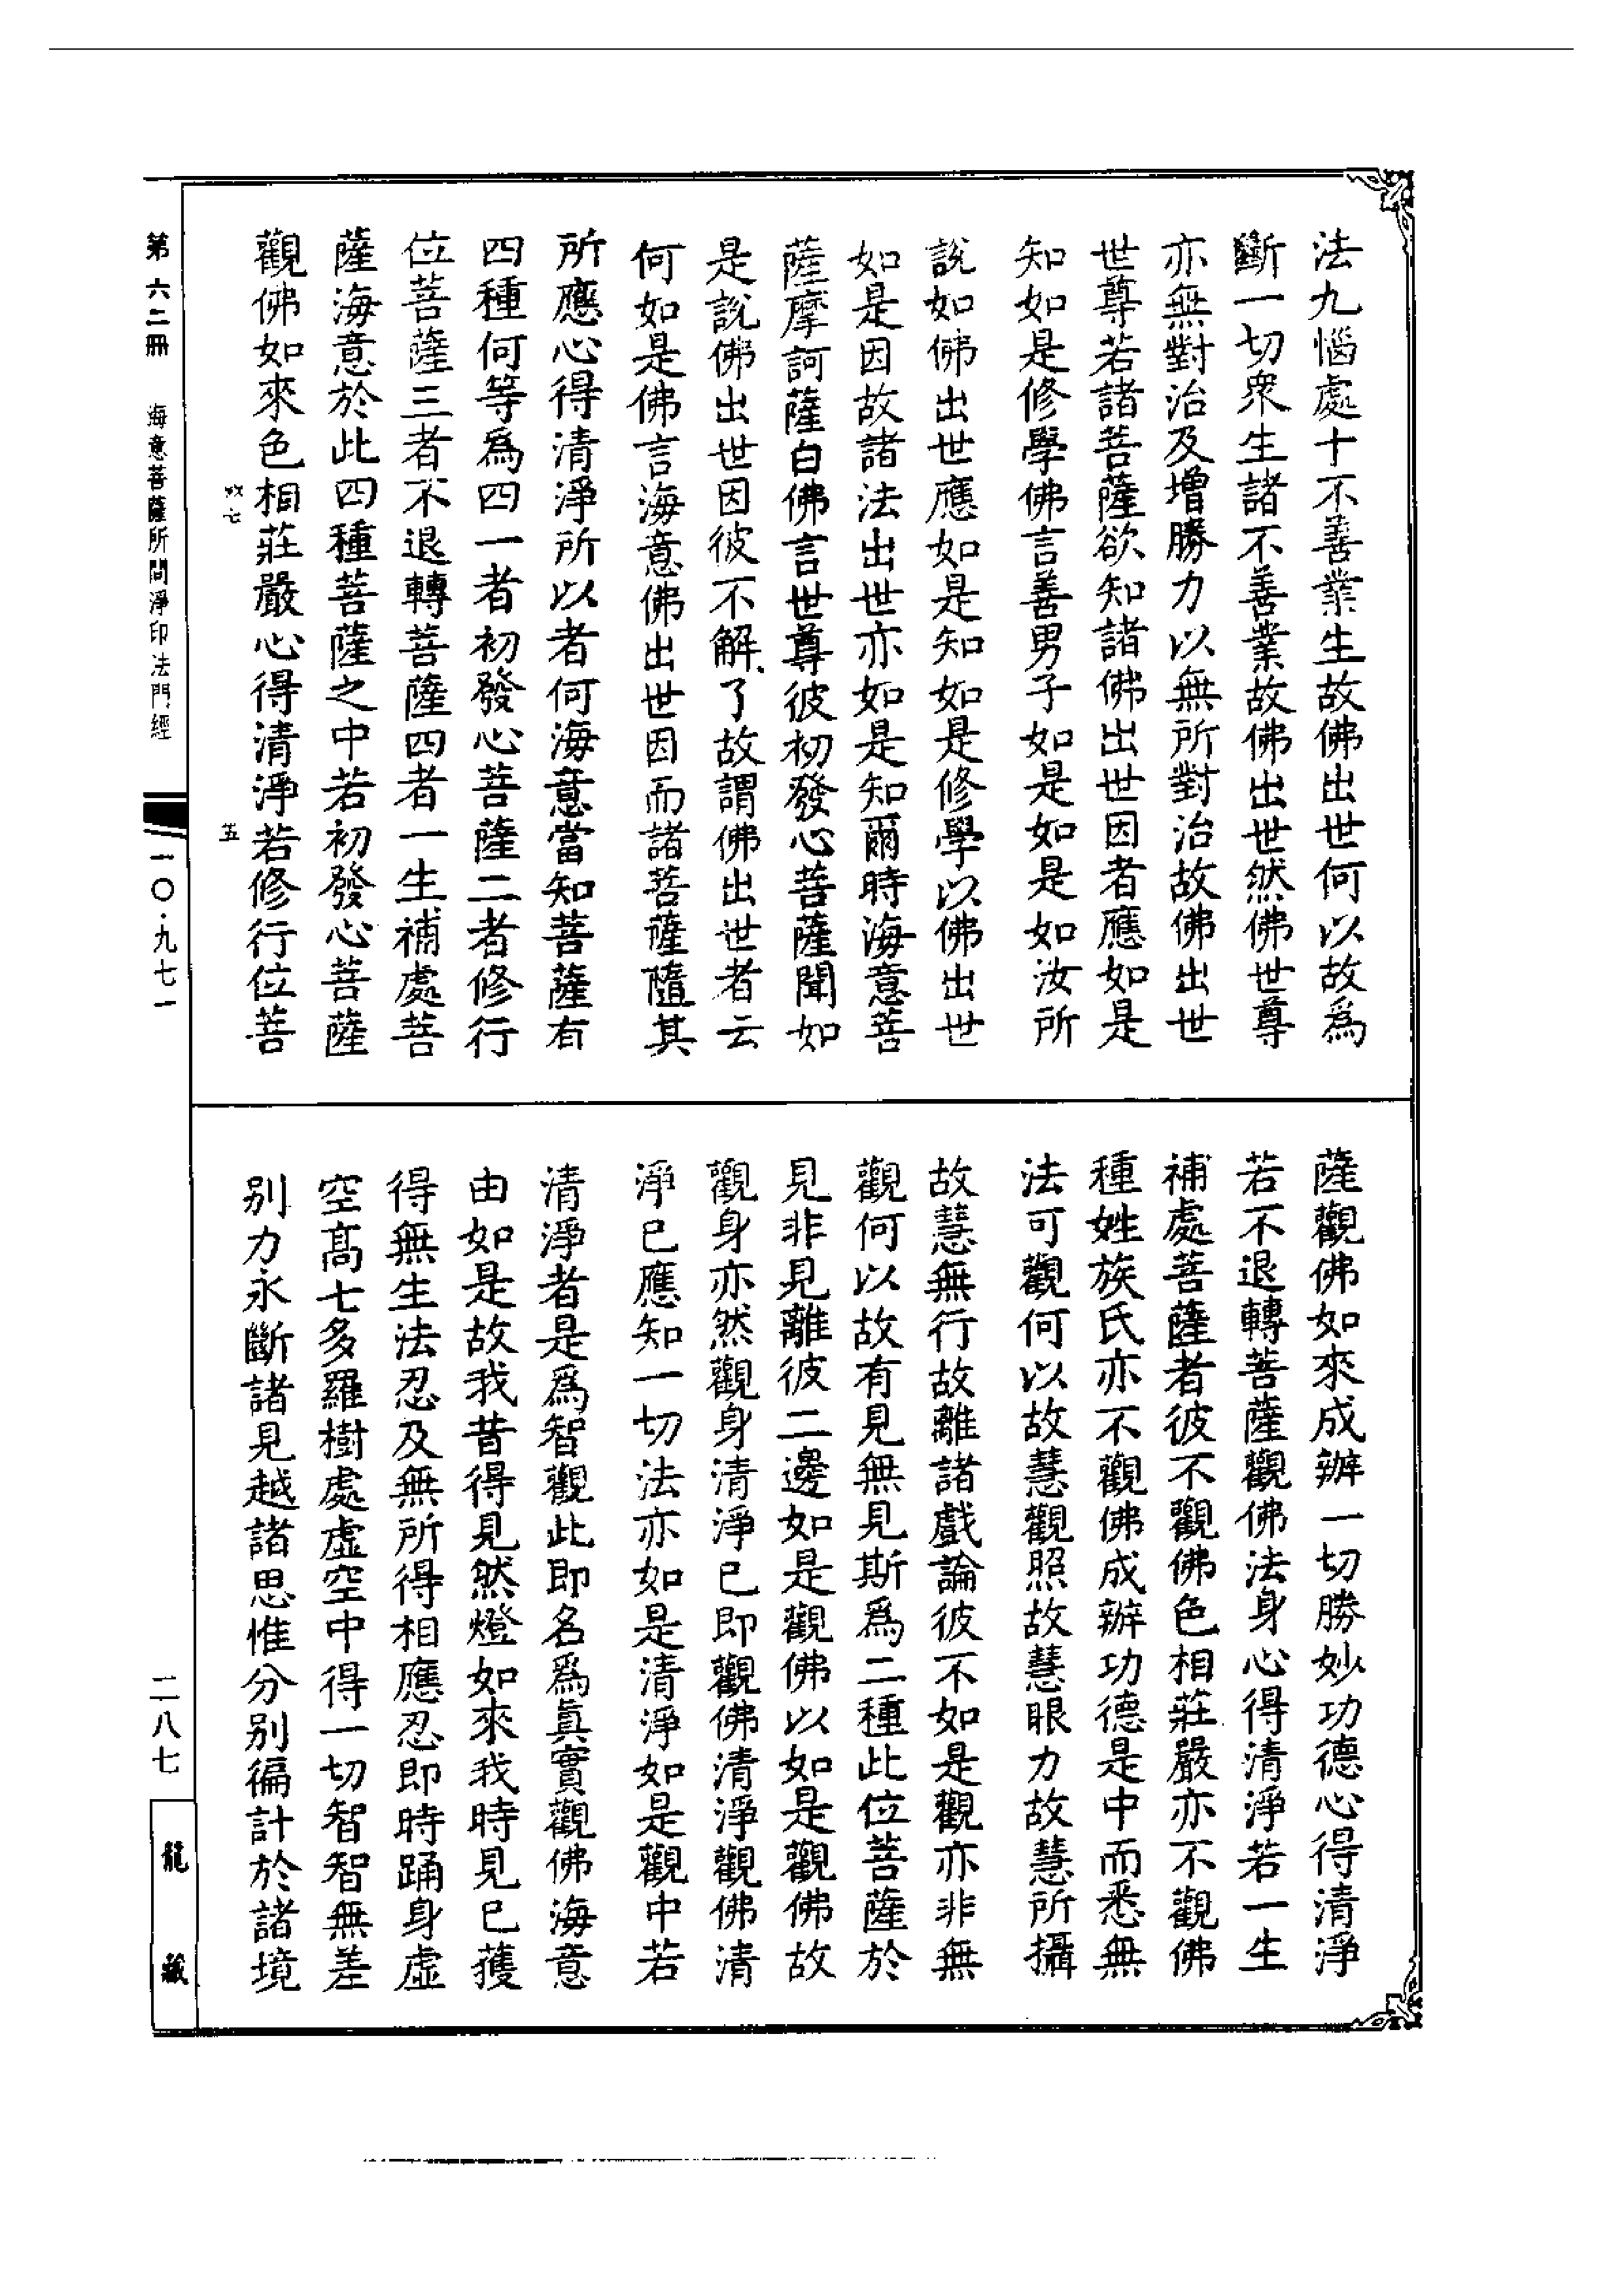 法九惱處十不善業生故佛出世何以故爲
斷一切衆生諸不善業故佛出世然佛世尊
亦無對治及增勝力以無所對治故佛出世
世尊若諸菩薩欲知諸佛出世因者應如是
知如是修學佛言善男子如是如是如汝所
說如佛出世應如是知如是修學以佛出世
如是因故諸法出世亦如是知爾時海意菩
薩摩訶薩白佛言世尊彼初發心菩薩聞如
是說佛出世因彼不解了故謂佛出世者云
何如是佛言海意佛出世因而諸菩薩隨其
所應心得清淨所以者何海意當知菩薩有
四種何等爲四一者初發心菩薩二者修行
位菩薩三者不退轉菩薩四者一生補處菩
薩海意於此四種菩薩之中若初發心菩薩
觀佛如來色相莊嚴心得清淨若修行位菩
薩觀佛如來成辦一切勝妙功德心得清淨
若不退轉菩薩觀佛法身心得清淨若一生
補處菩薩者彼不觀佛色相莊嚴亦不觀佛
種姓族氏亦不觀佛成辦功德是中而悉無
法可觀何以故慧觀照故慧眼力故慧所攝
故慧無行故離諸戲論彼不如是觀亦非無
觀何以故有見無見斯爲二種此位菩薩於
見非見離彼二邊如是觀佛以如是觀佛故
觀身亦然觀身清淨已即觀佛清淨觀佛清
淨已應知一切法亦如是清淨如是觀中若
清淨者是爲智觀此即名爲眞實觀佛海意
由如是故我昔得見然燈如來我時見已獲
得無生法忍及無所得相應忍即時踊身虛
空高七多羅樹處虛空中得一切智智無差
别力永斷諸見越諸思惟分别徧計於諸境
第六二冊 海意菩薩所問淨印法門經
一〇·九七一
二八七
龍藏
五